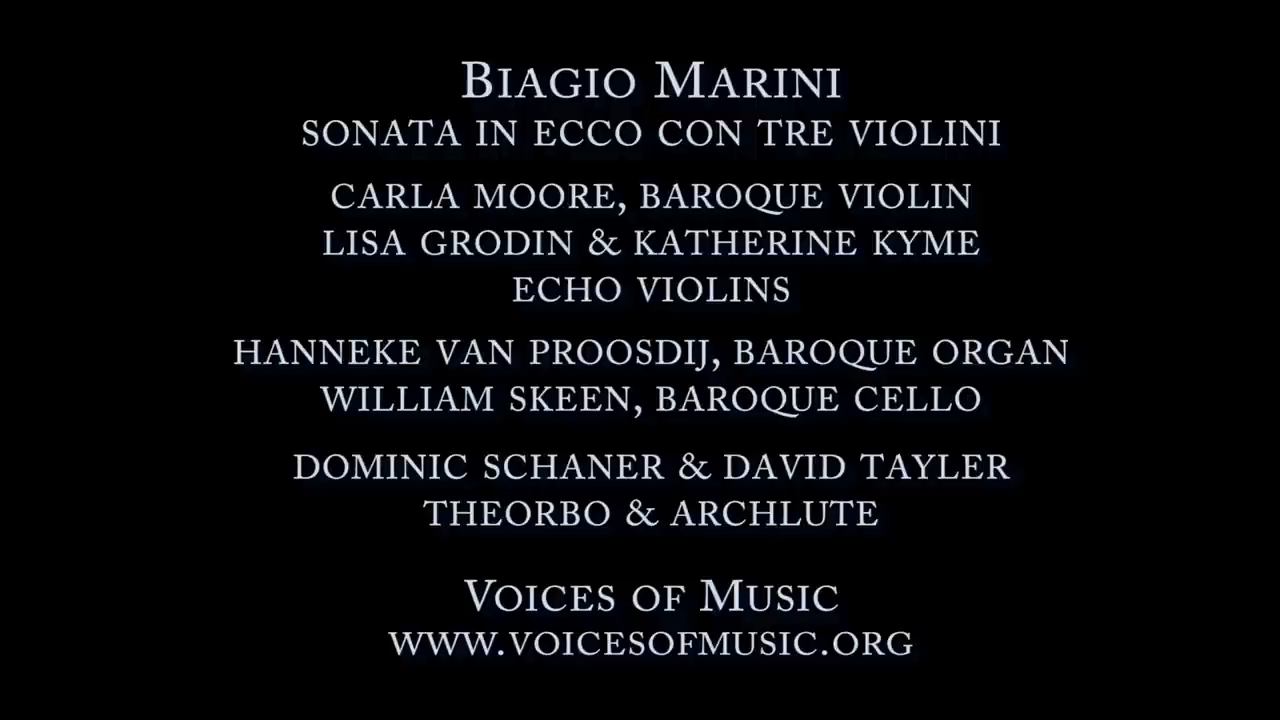 Biagio Marini
SONATA IN ECCO CON TRE VIOLINI
CARLA MOORE, BAROQUE VIOLIN
LISA GRODIN & KATHERINE KYME
ECHO VIOLINS
HANNEKE VAN PROOSDIJ, BAROQUE ORGAN
WILLIAM SKEEN, BAROQUE CELLO
DOMINIC SCHANER & DAVID TAYLER
THEORBO & ARCHLUTE
Voices of Music
WWW.VOICESOFMUSIC.ORG